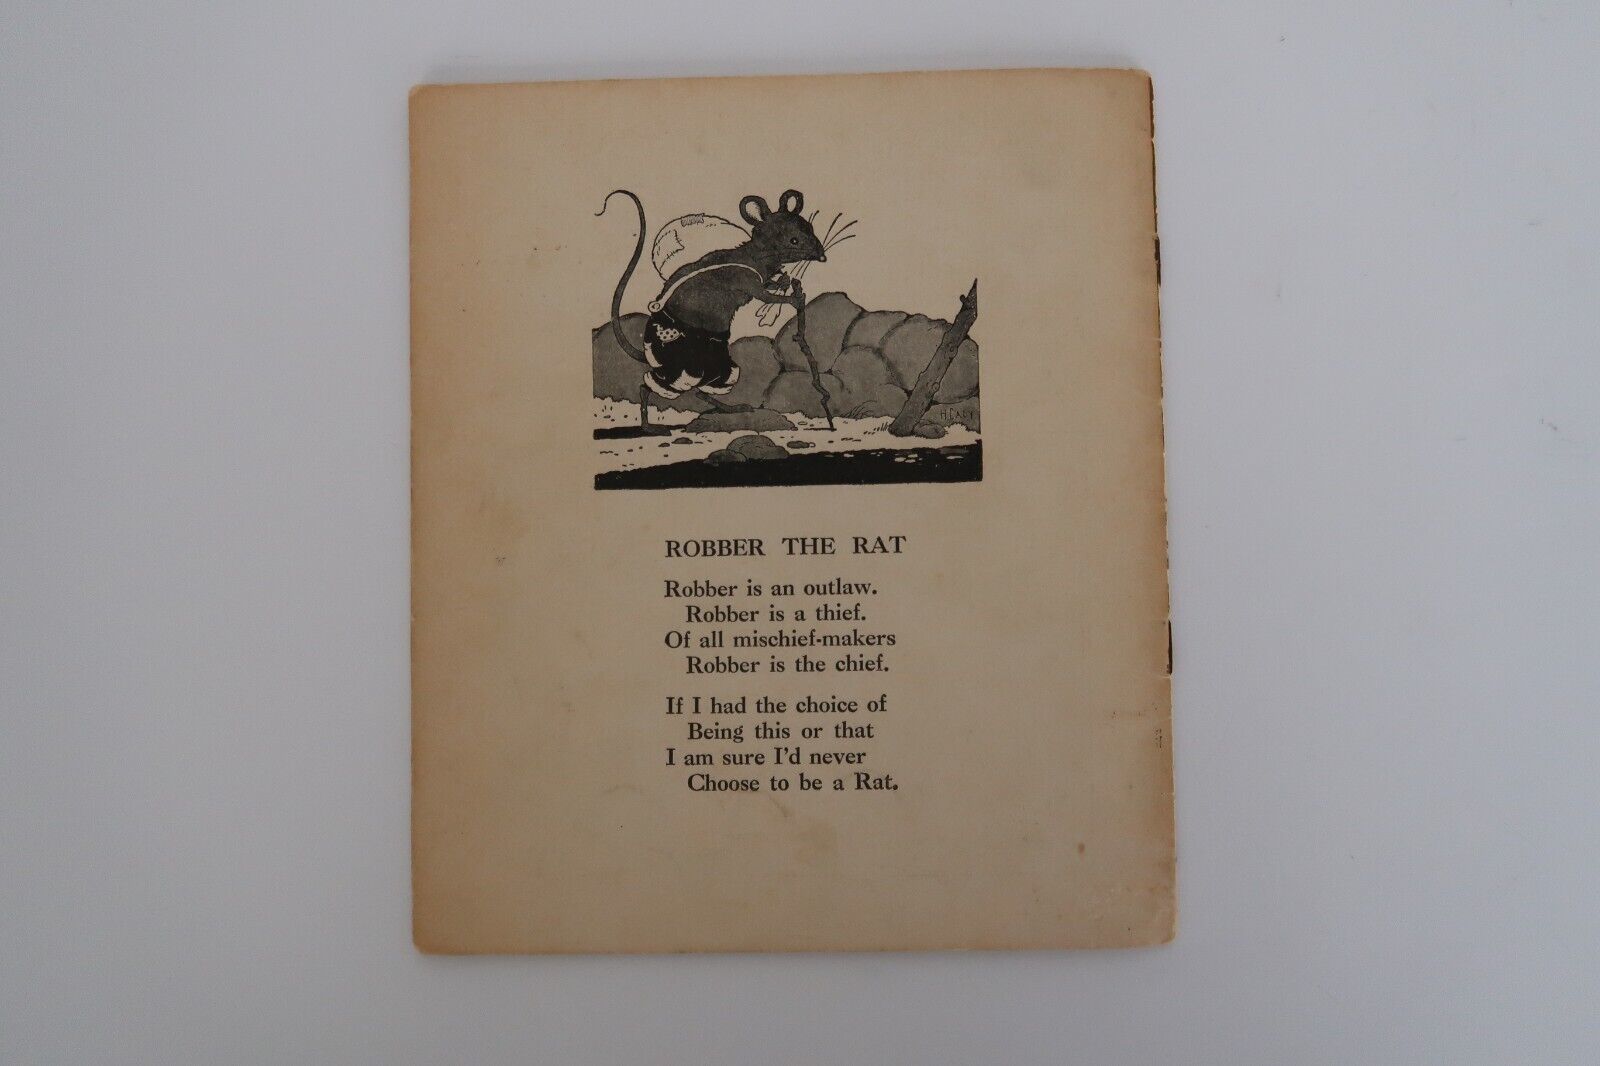 H. CADY
ROBBER THE RAT
Robber is an outlaw.
Robber is a thief.
Of all mischief-makers
Robber is the chief.
If I had the choice of
Being this or that
I am sure I'd never
Choose to be a Rat.